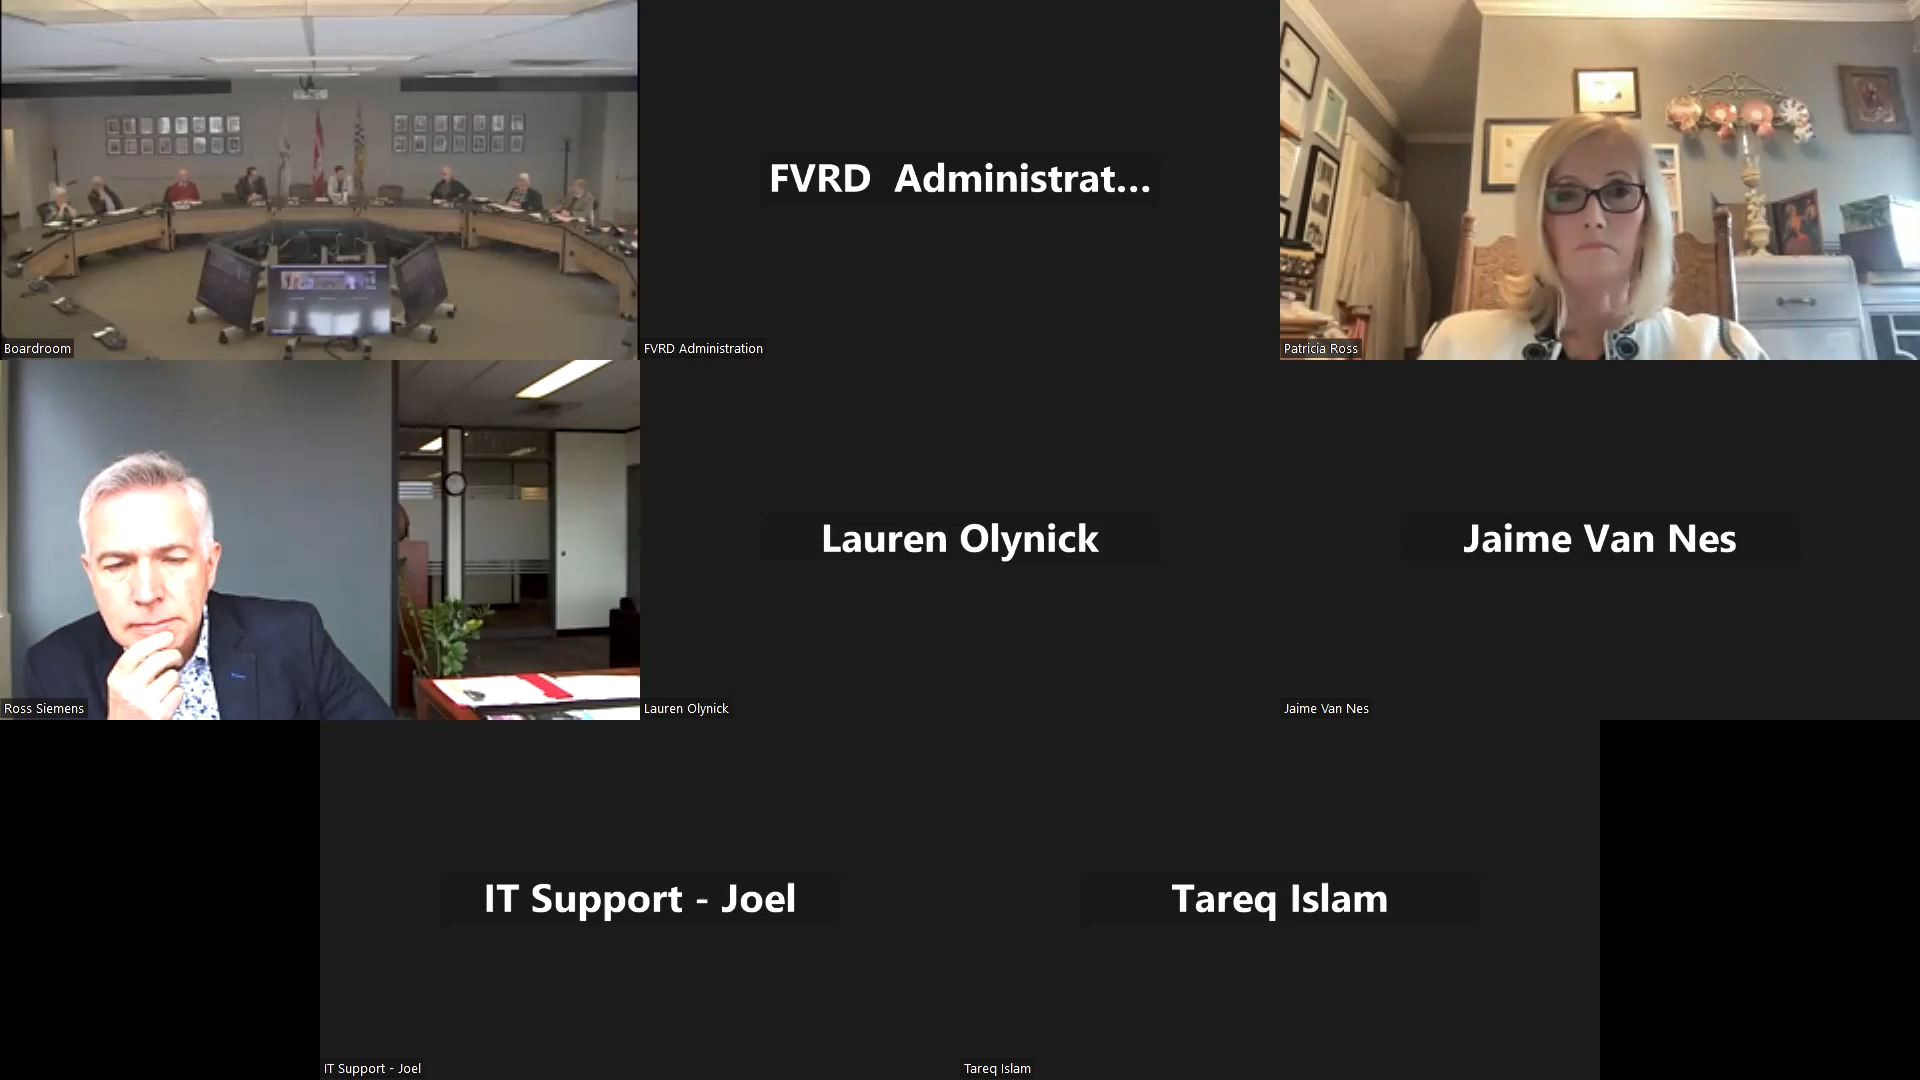 Boardroom
FVRD Administrat...
FVRD Administration
Patricia Ross
Ross Siemens
Lauren Olynick
Lauren Olynick
Jaime Van Nes
Jaime Van Nes
IT Support - Joel
IT Support - Joel
Tareq Islam
Tareq Islam